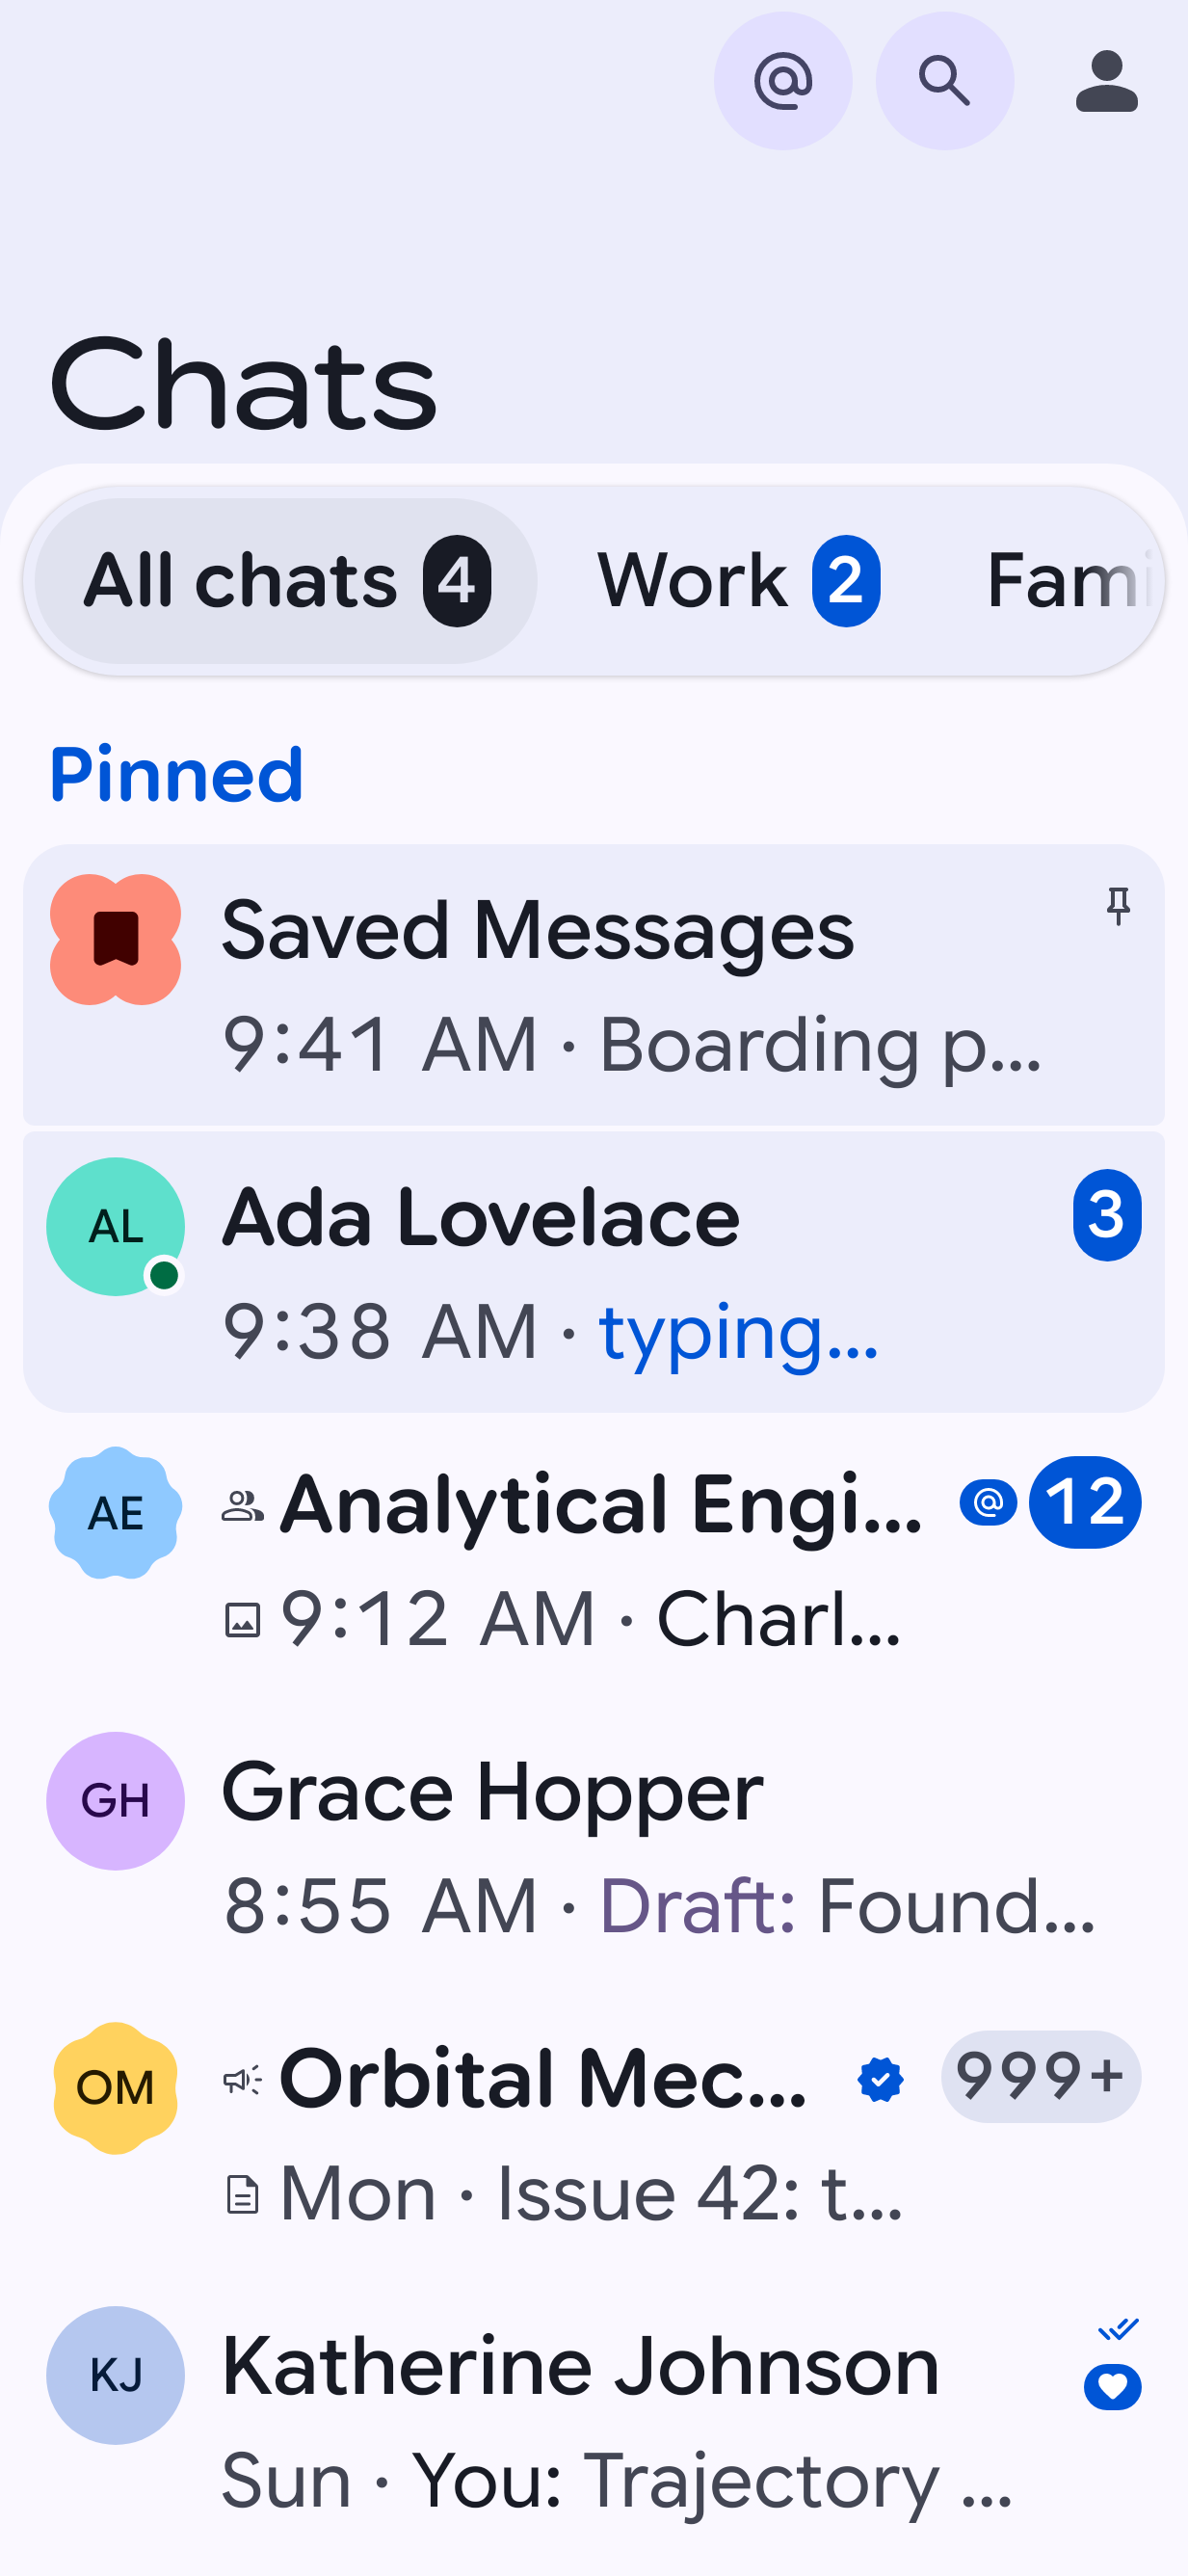 Chats
All chats 4 Work 2 Fami
Pinned
Saved Messages
9:41 AM · Boarding p...
AL Ada Lovelace 3
9:38 AM · typing...
AE Analytical Engi... @ 12
9:12 AM · Charl...
GH Grace Hopper
8:55 AM · Draft: Found...
OM Orbital Mec... 999+
Mon · Issue 42: t...
KJ Katherine Johnson
Sun · You: Trajectory ...